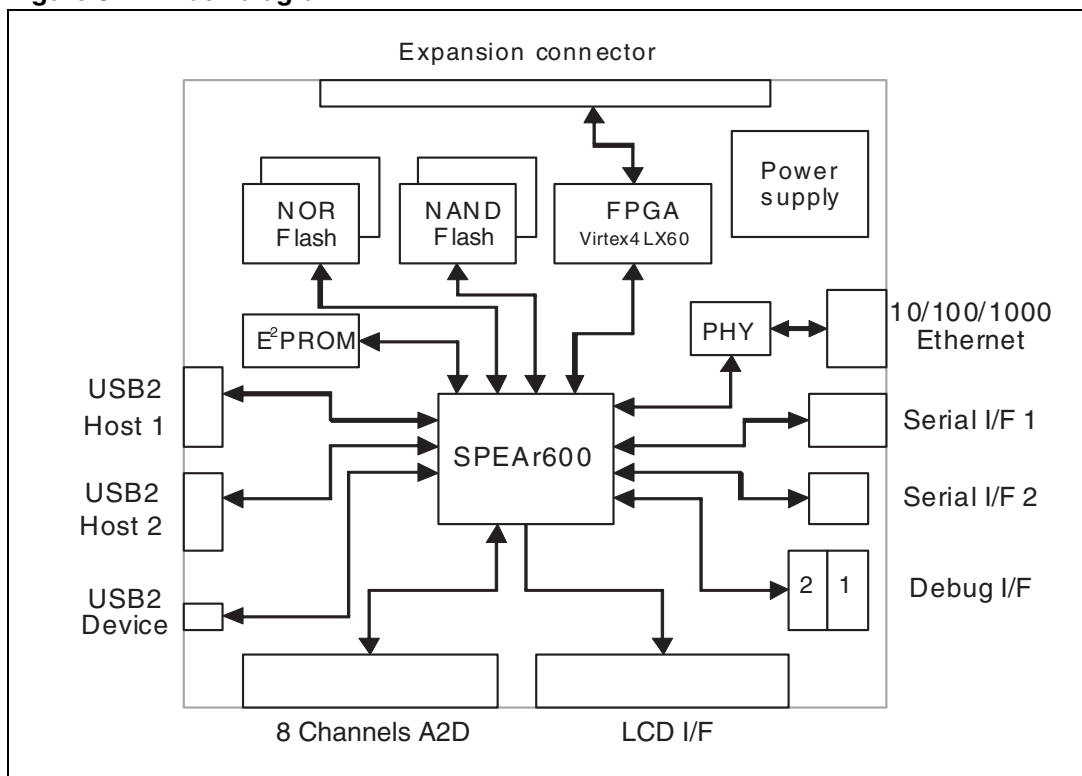 Expansion connector
Power
supply
NOR
Flash
NAND
Flash
FPGA
Virtex4 LX60
E²PROM
PHY
10/100/1000
Ethernet
USB2
Host 1
SPEAr600
Serial I/F 1
USB2
Host 2
Serial I/F 2
USB2
Device
2 1
Debug I/F
8 Channels A2D
LCD I/F